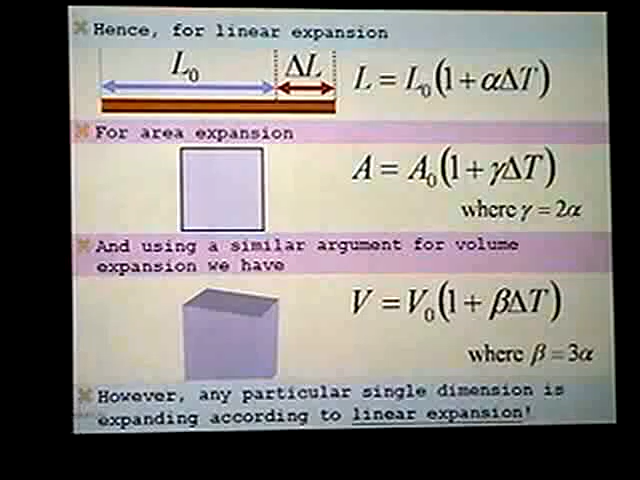 Hence, for linear expansion
L₀ ΔL L = L₀(1 + αΔT)
For area expansion
A = A₀(1 + γΔT)
where γ = 2α
And using a similar argument for volume
expansion we have
V = V₀(1 + βΔT)
where β = 3α
However, any particular single dimension is
expanding according to linear expansion!